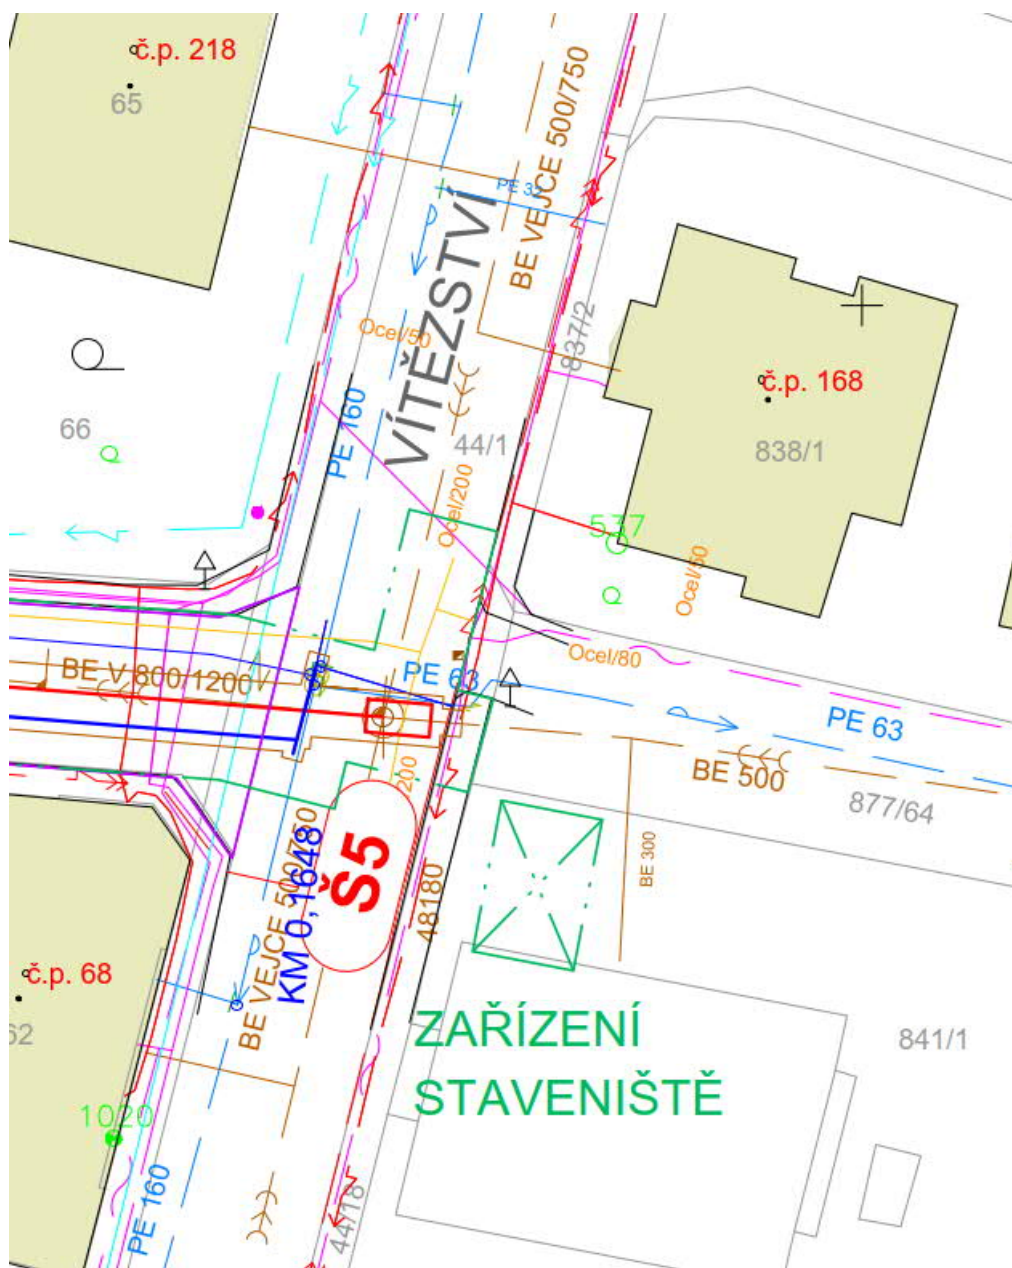 č.p. 218
65
BE VEJCE 500/750
PE 32
VÍTĚZSTVÍ
837/2
Ocel/50
č.p. 168
PE 160
66
44/1
838/1
Ocel/200
537
Ocel/50
Ocel/80
BE V 800/1200
PE 63
PE 63
BE 500
200
877/64
BE VEJCE 500/750
KM 0,1648
Š5
48180
BE 300
č.p. 68
62
ZAŘÍZENÍ
STAVENIŠTĚ
841/1
1020
PE 160
44/18